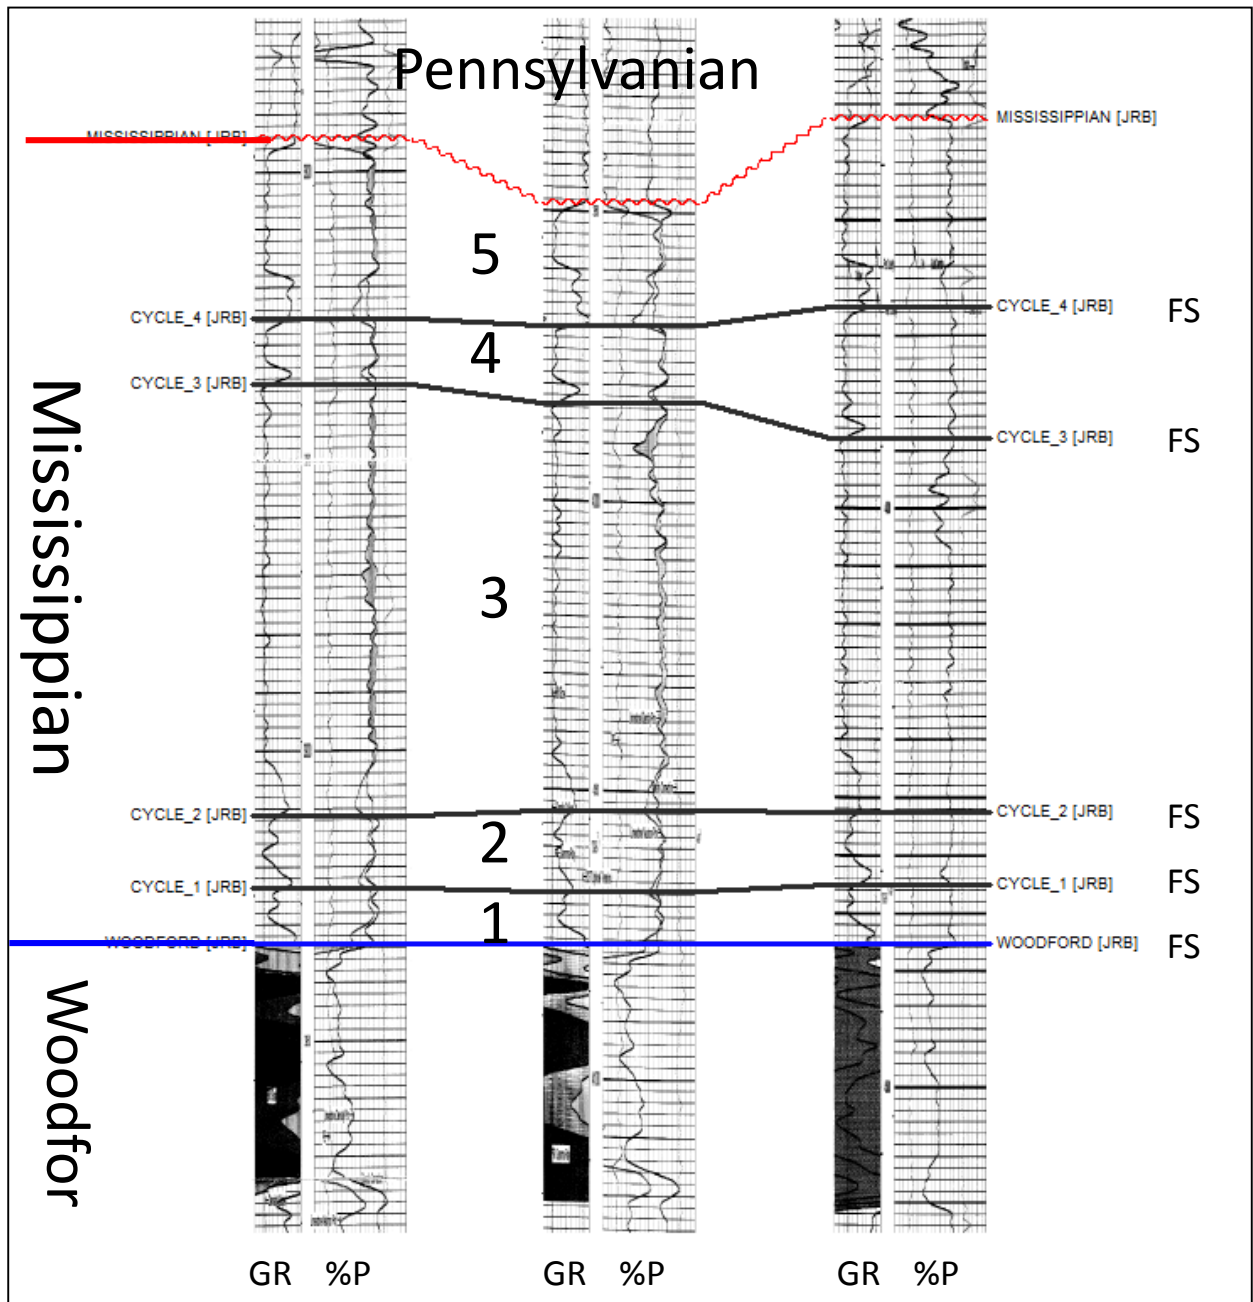 Pennsylvanian
MISSISSIPPIAN [JRB]
MISSISSIPPIAN [JRB]
5
CYCLE_4 [JRB]
CYCLE_4 [JRB]
FS
4
CYCLE_3 [JRB]
CYCLE_3 [JRB]
FS
Mississippian
3
CYCLE_2 [JRB]
CYCLE_2 [JRB]
FS
2
CYCLE_1 [JRB]
CYCLE_1 [JRB]
FS
1
WOODFORD [JRB]
WOODFORD [JRB]
FS
Woodfor
GR %P
GR %P
GR %P